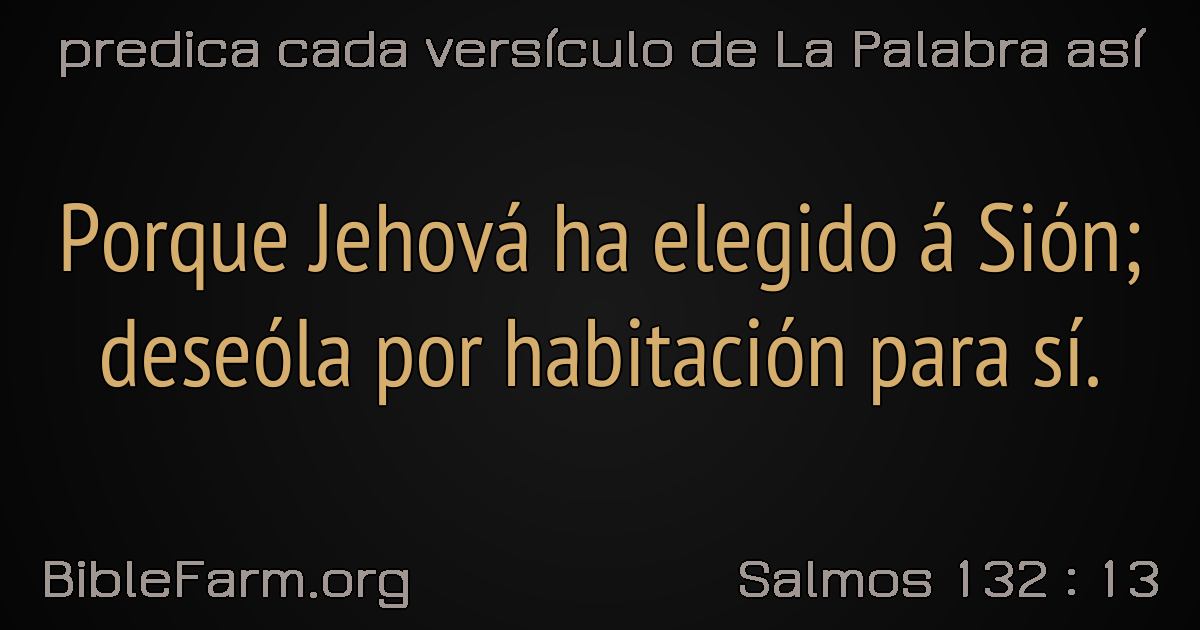 predica cada versículo de La Palabra así
Porque Jehová ha elegido á Sión;
deseóla por habitación para sí.
BibleFarm.org
Salmos 132 : 13